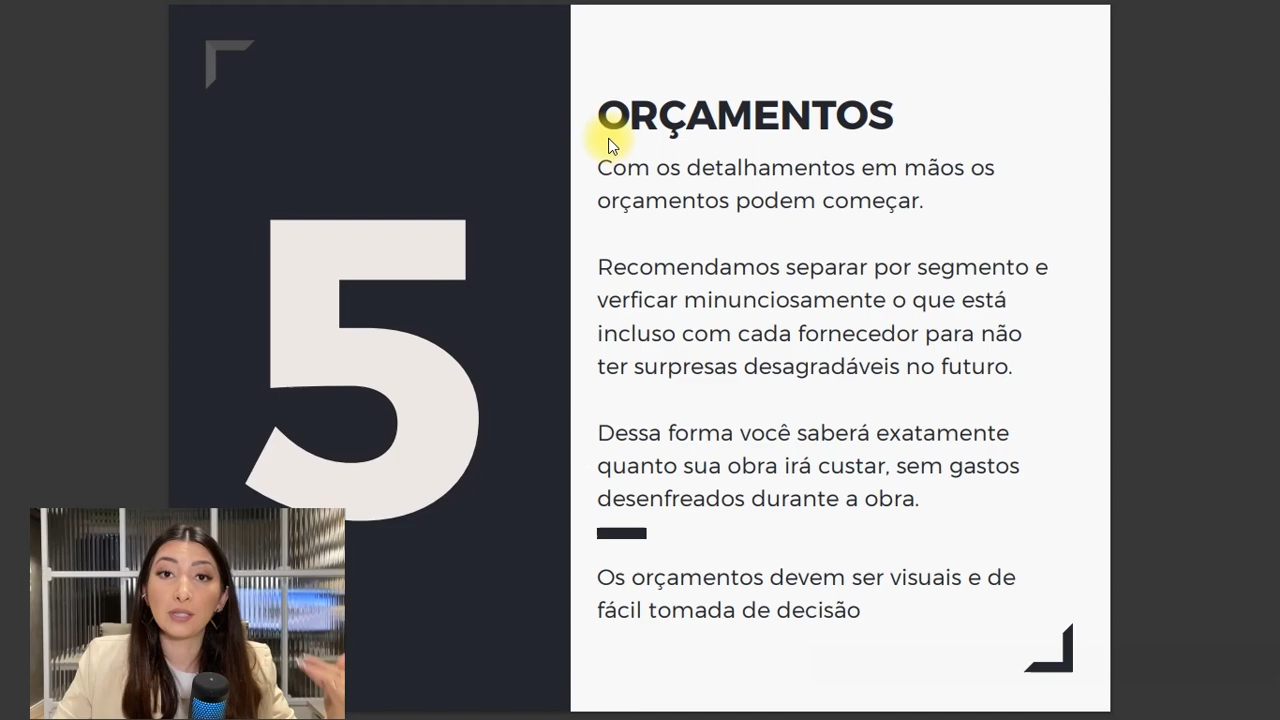 5
ORÇAMENTOS
Com os detalhamentos em mãos os
orçamentos podem começar.
Recomendamos separar por segmento e
verficar minunciosamente o que está
incluso com cada fornecedor para não
ter surpresas desagradáveis no futuro.
Dessa forma você saberá exatamente
quanto sua obra irá custar, sem gastos
desenfreados durante a obra.
Os orçamentos devem ser visuais e de
fácil tomada de decisão